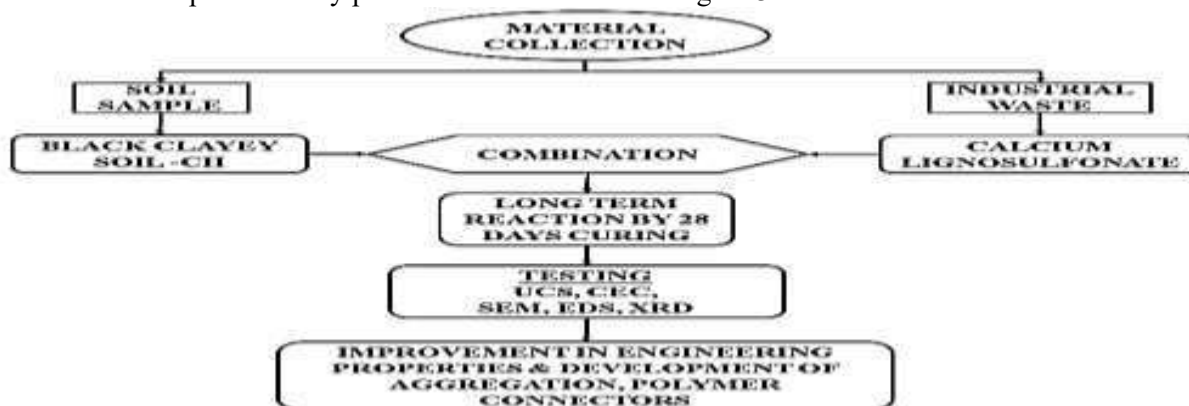 MATERIAL
COLLECTION
SOIL
SAMPLE
INDUSTRIAL
WASTE
BLACK CLAYEY
SOIL -CH
COMBINATION
CALCIUM
LIGNOSULFONATE
LONG TERM
REACTION BY 28
DAYS CURING
TESTING
UCS, CEC,
SEM, EDS, XRD
IMPROVEMENT IN ENGINEERING
PROPERTIES & DEVELOPMENT OF
AGGREGATION, POLYMER
CONNECTORS